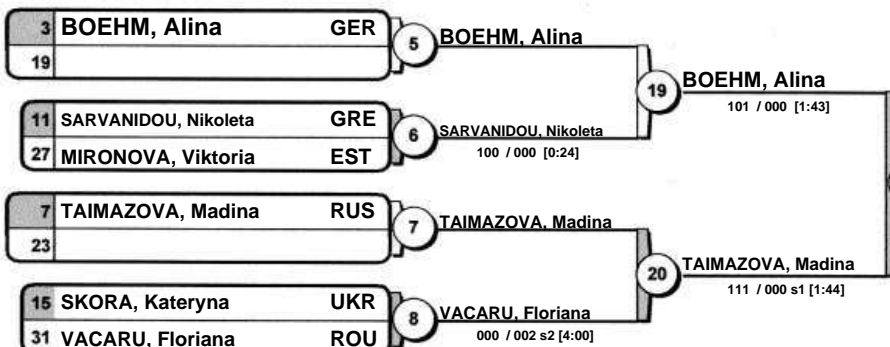 3 BOEHM, Alina GER
19
5
BOEHM, Alina
11 SARVANIDOU, Nikoleta GRE
27 MIRONOVA, Viktoria EST
6
SARVANIDOU, Nikoleta
100 / 000 [0:24]
19
BOEHM, Alina
101 / 000 [1:43]
7 TAIMAZOVA, Madina RUS
23
7
TAIMAZOVA, Madina
15 SKORA, Kateryna UKR
31 VACARU, Floriana ROU
8
VACARU, Floriana
000 / 002 s2 [4:00]
20
TAIMAZOVA, Madina
111 / 000 s1 [1:44]